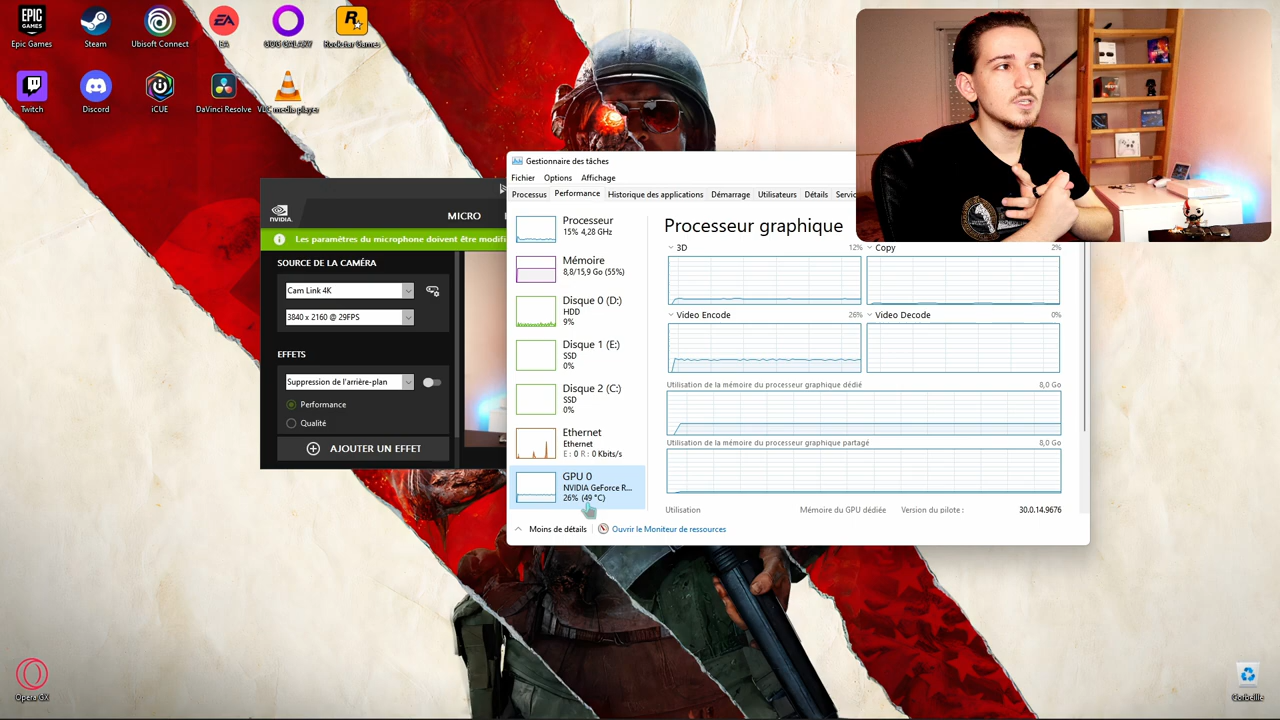 EPIC
GAMES
Epic Games
Steam
Ubisoft Connect
EA
EA
GOG GALAXY
R
Rockstar Games
Twitch
Discord
iCUE
DaVinci Resolve
VLC media player
NVIDIA
MICRO
Les paramètres du microphone doivent être modifi
SOURCE DE LA CAMÉRA
Cam Link 4K
3840 x 2160 @ 29FPS
EFFETS
Suppression de l'arrière-plan
Performance
Qualité
AJOUTER UN EFFET
Gestionnaire des tâches
Fichier Options Affichage
Processus Performance Historique des applications Démarrage Utilisateurs Détails Servic
Processeur
15% 4,28 GHz
Mémoire
8,8/15,9 Go (55%)
Disque 0 (D:)
HDD
9%
Disque 1 (E:)
SSD
0%
Disque 2 (C:)
SSD
0%
Ethernet
Ethernet
E : 0 R : 0 Kbits/s
GPU 0
NVIDIA GeForce R...
26% (49 °C)
Processeur graphique
3D 12% Copy 2%
Video Encode 26% Video Decode 0%
Utilisation de la mémoire du processeur graphique dédié 8,0 Go
Utilisation de la mémoire du processeur graphique partagé 8,0 Go
Utilisation Mémoire du GPU dédiée Version du pilote : 30.0.14.9676
Moins de détails Ouvrir le Moniteur de ressources
Opera GX
Corbeille